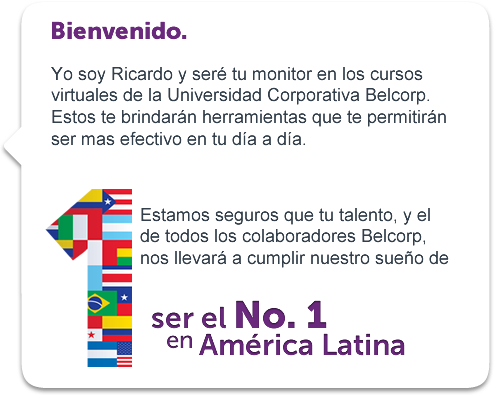 Bienvenido.
Yo soy Ricardo y seré tu monitor en los cursos
virtuales de la Universidad Corporativa Belcorp.
Estos te brindarán herramientas que te permitirán
ser mas efectivo en tu día a día.
Estamos seguros que tu talento, y el
de todos los colaboradores Belcorp,
nos llevará a cumplir nuestro sueño de
ser el No. 1
en América Latina